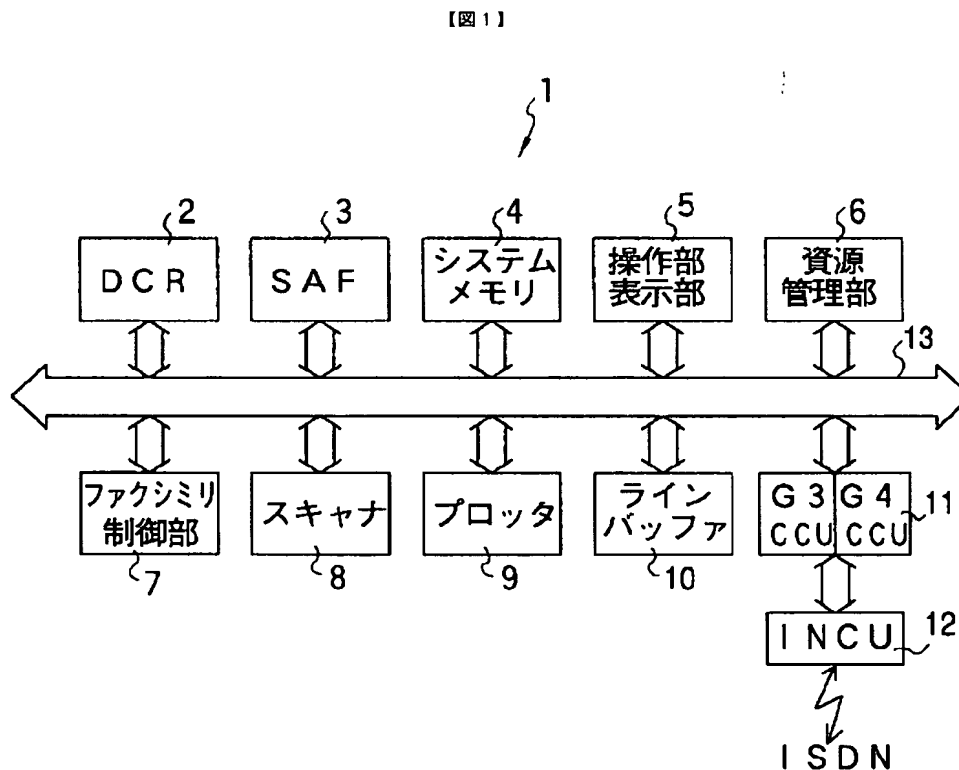 【図1】
1
2
3
4
5
6
DCR
SAF
システム
メモリ
操作部
表示部
資源
管理部
13
ファクシミリ
制御部
スキャナ
プロッタ
ライン
バッファ
G3 G4
CCU CCU
11
7
8
9
10
INCU
12
ISDN